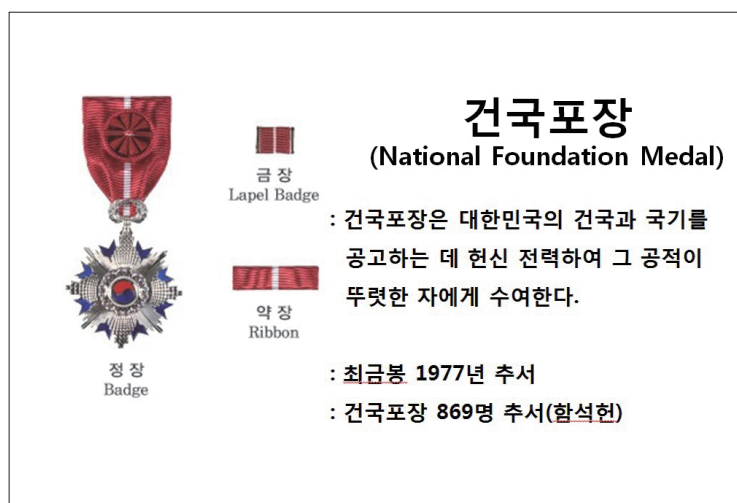 건국포장
(National Foundation Medal)
금 장
Lapel Badge
약 장
Ribbon
정 장
Badge
: 건국포장은 대한민국의 건국과 국기를
공고하는 데 헌신 전력하여 그 공적이
뚜렷한 자에게 수여한다.
: 최금봉 1977년 추서
: 건국포장 869명 추서(함석헌)